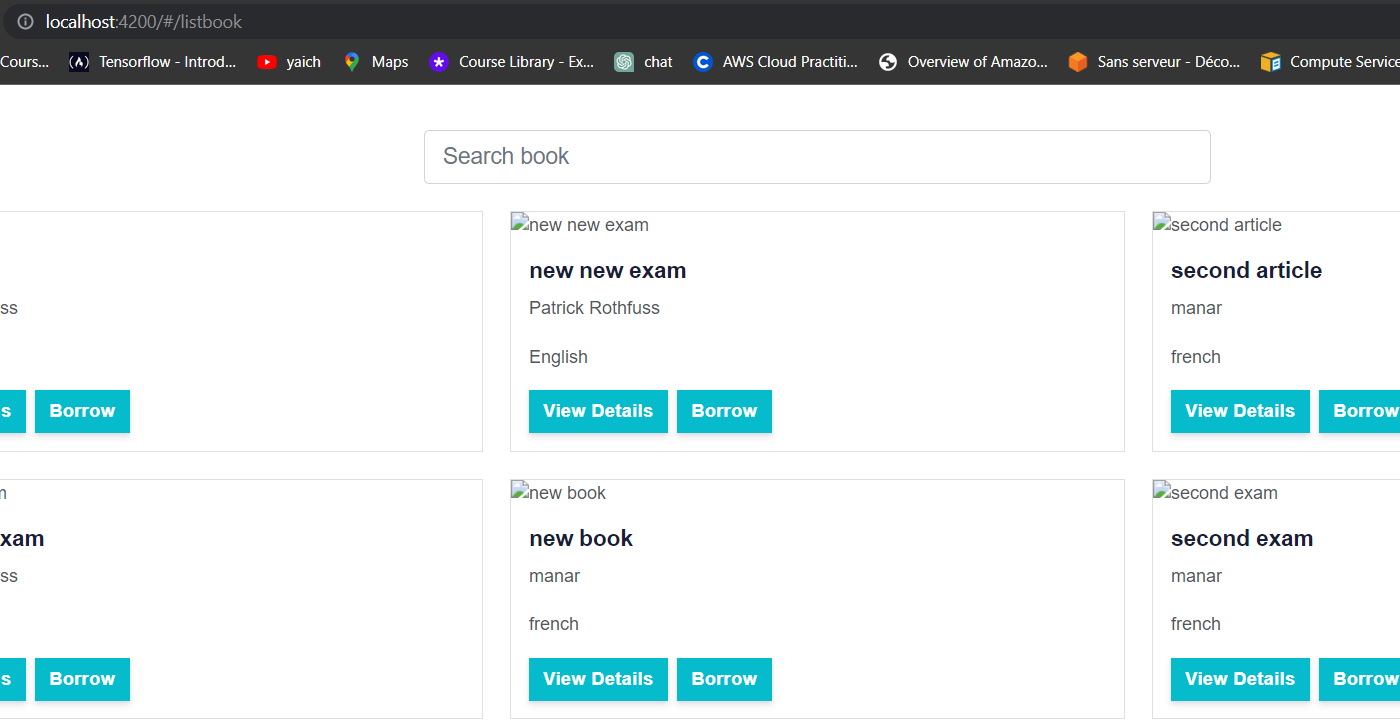 localhost:4200/#/listbook
Cours... Tensorflow - Introd... yaich Maps Course Library - Ex... chat AWS Cloud Practiti... Overview of Amazo... Sans serveur - Déco... Compute Service
Search book
new new exam
second article
new new exam
second article
ss
Patrick Rothfuss
manar
English
french
s
Borrow
View Details
Borrow
View Details
Borrow
m
new book
second exam
xam
new book
second exam
ss
manar
manar
french
french
s
Borrow
View Details
Borrow
View Details
Borrow